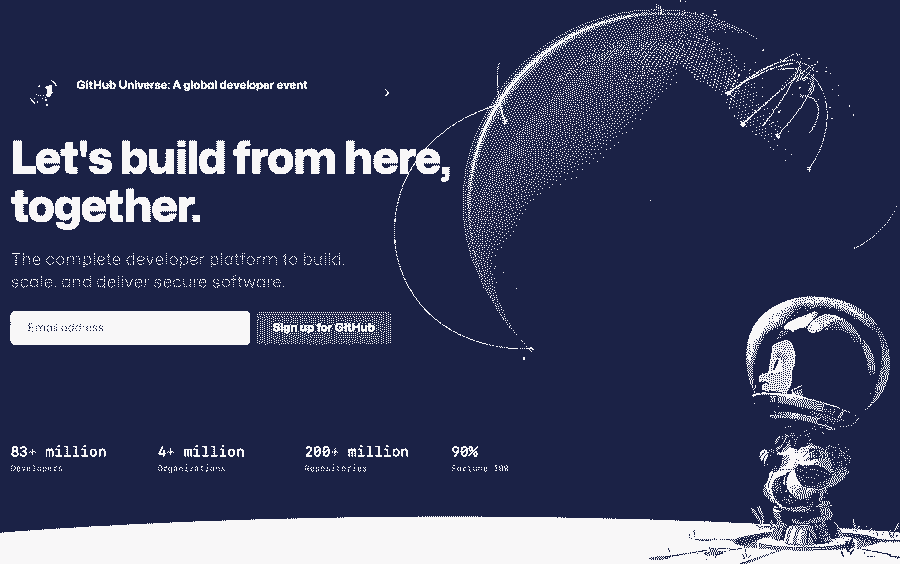 GitHub Universe: A global developer event
Let's build from here,
together.
The complete developer platform to build,
scale, and deliver secure software.
Email address
Sign up for GitHub
83+ million
4+ million
200+ million
90%
Developers
Organizations
Repositories
Fortune 100